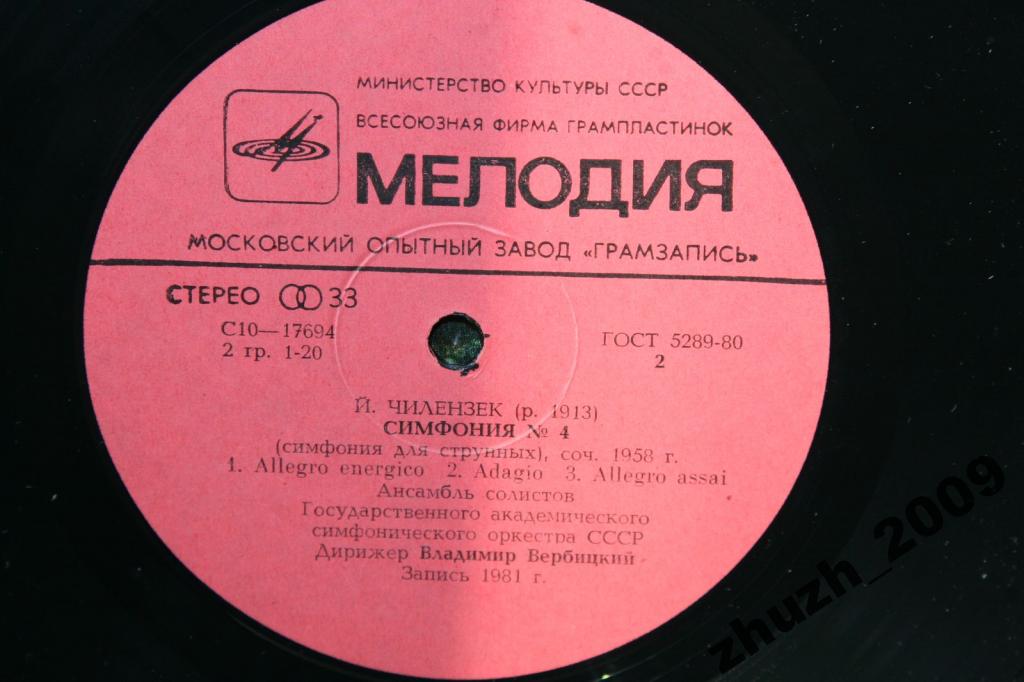 МИНИСТЕРСТВО КУЛЬТУРЫ СССР
ВСЕСОЮЗНАЯ ФИРМА ГРАМПЛАСТИНОК
МЕЛОДИЯ
МОСКОВСКИЙ ОПЫТНЫЙ ЗАВОД «ГРАМЗАПИСЬ»
СТЕРЕО 33
С10—17694
2 гр. 1-20
ГОСТ 5289-80
2
Й. ЧИЛЕНЗЕК (р. 1913)
СИМФОНИЯ № 4
(симфония для струнных), соч. 1958 г.
1. Allegro energico 2. Adagio 3. Allegro assai
Ансамбль солистов
Государственного академического
симфонического оркестра СССР
Дирижер Владимир Вербицкий
Запись 1981 г.
zhuzh_2009